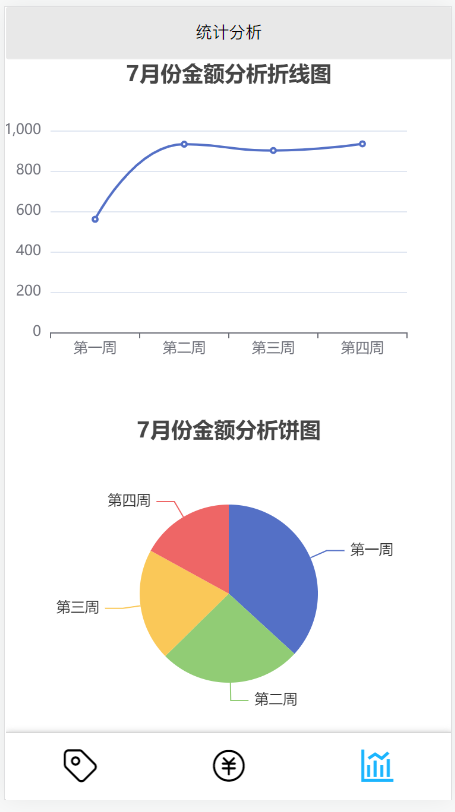 统计分析
7月份金额分析折线图
1,000
800
600
400
200
0
第一周 第二周 第三周 第四周
7月份金额分析饼图
第四周
第一周
第三周
第二周
¥